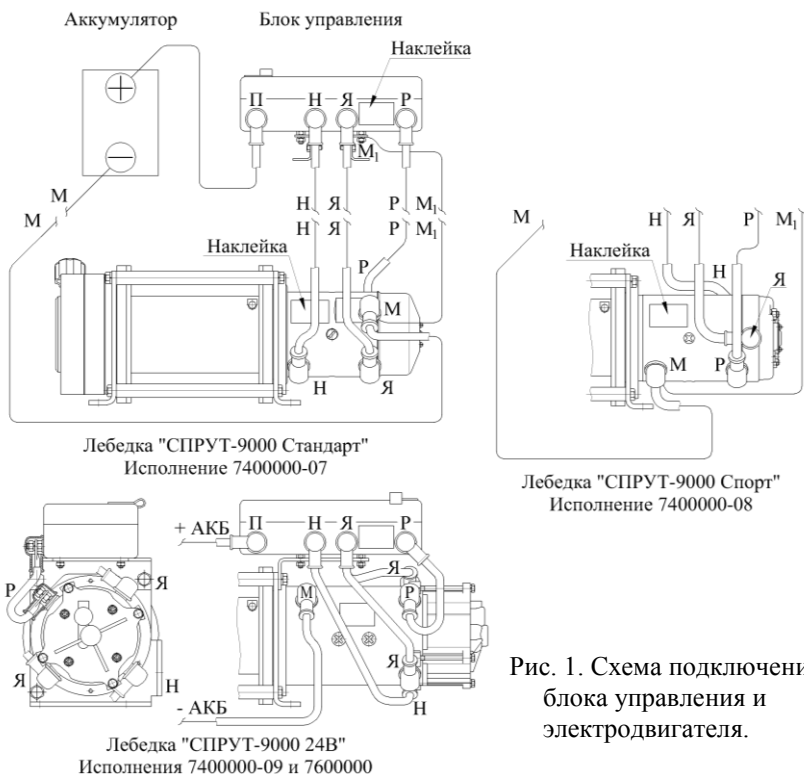 Аккумулятор
Блок управления
Наклейка
П Н Я Р
М₁
М
М
Н Я Р М₁
Н Я Р М₁
Наклейка
Р
М
Н
Я
Лебедка "СПРУТ-9000 Стандарт"
Исполнение 7400000-07
М Н Я Р М₁
Наклейка
Н
Я
М
Р
Лебедка "СПРУТ-9000 Спорт"
Исполнение 7400000-08
+ АКБ
П Н Я Р
Р
Я
Я
М
Р
Я
Я
Н
Н
- АКБ
Лебедка "СПРУТ-9000 24В"
Исполнения 7400000-09 и 7600000
Рис. 1. Схема подключени
блока управления и
электродвигателя.